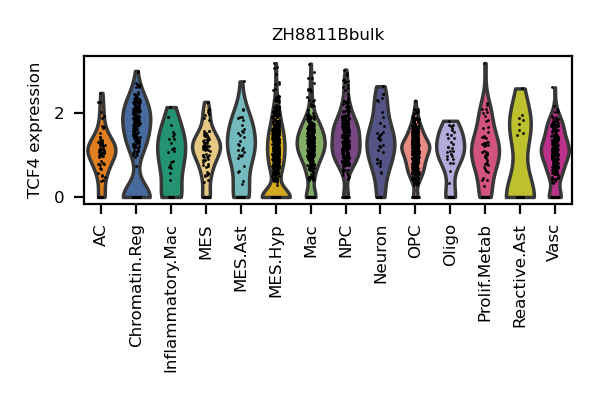 ZH8811Bbulk
TCF4 expression
2
0
AC
Chromatin.Reg
Inflammatory.Mac
MES
MES.Ast
MES.Hyp
Mac
NPC
Neuron
OPC
Oligo
Prolif.Metab
Reactive.Ast
Vasc